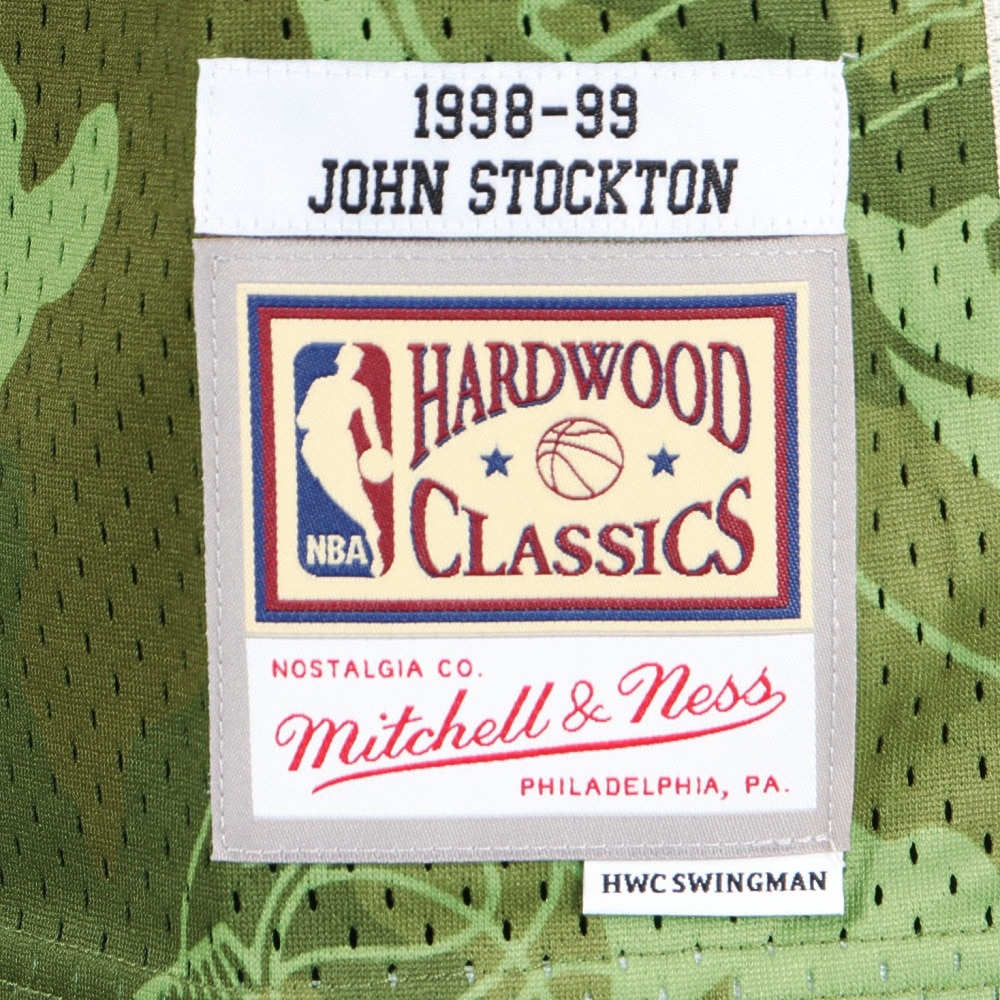 1998-99
JOHN STOCKTON
HARDWOOD
CLASSICS
NBA
NOSTALGIA CO.
Mitchell & Ness
PHILADELPHIA, PA.
HWC SWINGMAN